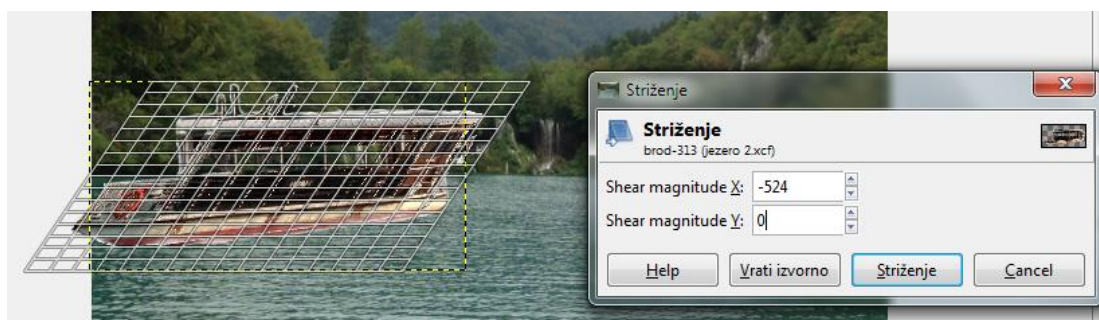 Striženje
Striženje
brod-313 (jezero 2.xcf)
Shear magnitude X: -524
Shear magnitude Y: 0
Help Vrati izvorno Striženje Cancel